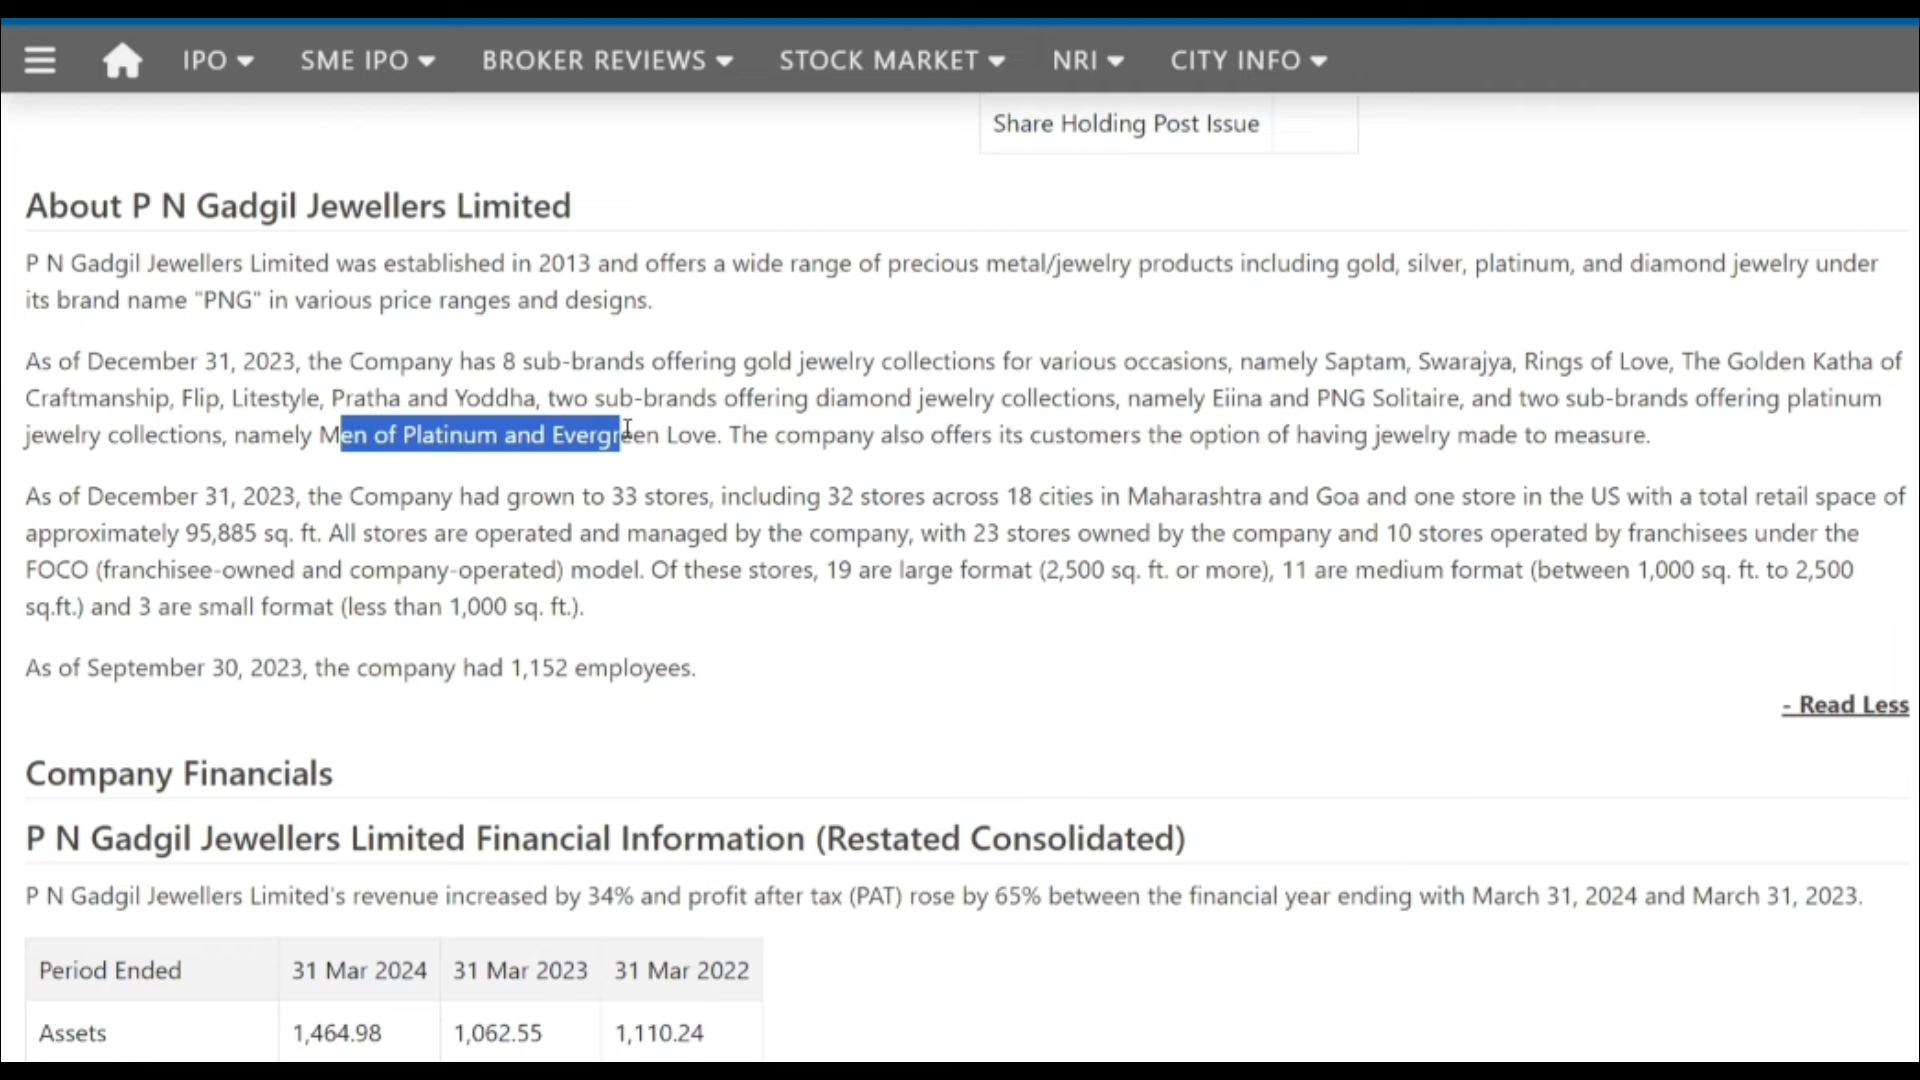 IPO SME IPO BROKER REVIEWS STOCK MARKET NRI CITY INFO
Share Holding Post Issue
About P N Gadgil Jewellers Limited
P N Gadgil Jewellers Limited was established in 2013 and offers a wide range of precious metal/jewelry products including gold, silver, platinum, and diamond jewelry under
its brand name "PNG" in various price ranges and designs.
As of December 31, 2023, the Company has 8 sub-brands offering gold jewelry collections for various occasions, namely Saptam, Swarajya, Rings of Love, The Golden Katha of
Craftmanship, Flip, Litestyle, Pratha and Yoddha, two sub-brands offering diamond jewelry collections, namely Eiina and PNG Solitaire, and two sub-brands offering platinum
jewelry collections, namely Men of Platinum and Evergreen Love. The company also offers its customers the option of having jewelry made to measure.
As of December 31, 2023, the Company had grown to 33 stores, including 32 stores across 18 cities in Maharashtra and Goa and one store in the US with a total retail space of
approximately 95,885 sq. ft. All stores are operated and managed by the company, with 23 stores owned by the company and 10 stores operated by franchisees under the
FOCO (franchisee-owned and company-operated) model. Of these stores, 19 are large format (2,500 sq. ft. or more), 11 are medium format (between 1,000 sq. ft. to 2,500
sq.ft.) and 3 are small format (less than 1,000 sq. ft.).
As of September 30, 2023, the company had 1,152 employees.
- Read Less
Company Financials
P N Gadgil Jewellers Limited Financial Information (Restated Consolidated)
P N Gadgil Jewellers Limited's revenue increased by 34% and profit after tax (PAT) rose by 65% between the financial year ending with March 31, 2024 and March 31, 2023.
Period Ended 31 Mar 2024 31 Mar 2023 31 Mar 2022
Assets 1,464.98 1,062.55 1,110.24